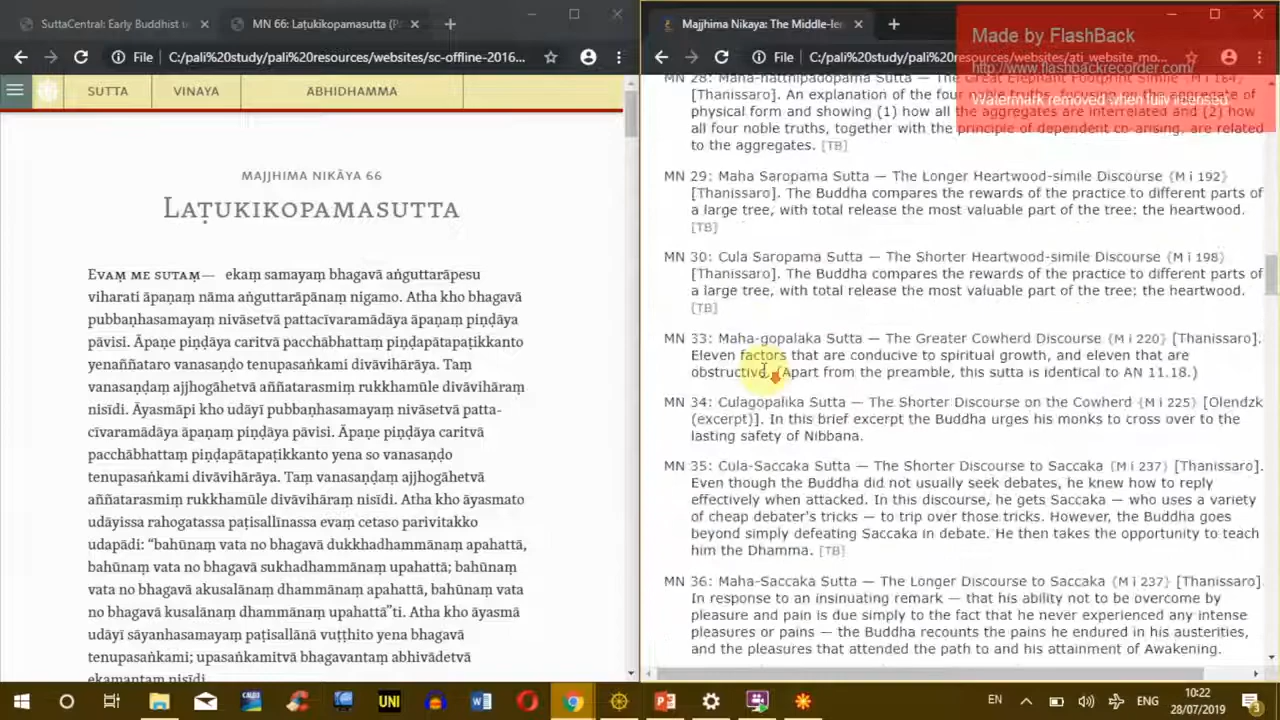 SuttaCentral: Early Buddhist
MN 66: Laṭukikopamasutta (P
File
C:/pali%20study/pali%20resources/websites/sc-offline-2016...
SUTTA
VINAYA
ABHIDHAMMA
MAJJHIMA NIKĀYA 66
LAṬUKIKOPAMASUTTA
EVAṂ ME SUTAṂ— ekaṃ samayaṃ bhagavā aṅguttarāpesu
viharati āpaṇaṃ nāma aṅguttarāpānaṃ nigamo. Atha kho bhagavā
pubbaṇhasamayaṃ nivāsetvā pattacīvaramādāya āpaṇaṃ piṇḍāya
pāvisi. Āpaṇe piṇḍāya caritvā pacchābhattaṃ piṇḍapātapaṭikkanto
yenaññataro vanasaṇḍo tenupasaṅkami divāvihārāya. Taṃ
vanasaṇḍaṃ ajjhogāhetvā aññatarasmiṃ rukkhamūle divāvihāraṃ
nisīdi. Āyasmāpi kho udāyī pubbaṇhasamayaṃ nivāsetvā patta-
cīvaramādāya āpaṇaṃ piṇḍāya pāvisi. Āpaṇe piṇḍāya caritvā
pacchābhattaṃ piṇḍapātapaṭikkanto yena so vanasaṇḍo
tenupasaṅkami divāvihārāya. Taṃ vanasaṇḍaṃ ajjhogāhetvā
aññatarasmiṃ rukkhamūle divāvihāraṃ nisīdi. Atha kho āyasmato
udāyissa rahogatassa paṭisallīnassa evaṃ cetaso parivitakko
udapādi: “bahūnaṃ vata no bhagavā dukkhadhammānaṃ apahattā,
bahūnaṃ vata no bhagavā sukhadhammānaṃ upahattā; bahūnaṃ
vata no bhagavā akusalānaṃ dhammānaṃ apahattā, bahūnaṃ vata
no bhagavā kusalānaṃ dhammānaṃ upahattā”ti. Atha kho āyasmā
udāyī sāyanhasamayaṃ paṭisallānā vuṭṭhito yena bhagavā
tenupasaṅkami; upasaṅkamitvā bhagavantaṃ abhivādetvā
ekamantaṃ nisīdi.
Majjhima Nikaya: The Middle-len
File
C:/pali%20study/pali%20resources/websites/ati_website_mo...
Made by FlashBack
http://www.flashbackrecorder.com/
Watermark removed when fully licensed
MN 28: Maha-hatthipadopama Sutta — The Great Elephant Footprint Simile {M i 184}
[Thanissaro]. An explanation of the four noble truths, focusing on the aggregate of
physical form and showing (1) how all the aggregates are interrelated and (2) how
all four noble truths, together with the principle of dependent co-arising, are related
to the aggregates. [TB]
MN 29: Maha Saropama Sutta — The Longer Heartwood-simile Discourse {M i 192}
[Thanissaro]. The Buddha compares the rewards of the practice to different parts of
a large tree, with total release the most valuable part of the tree: the heartwood.
[TB]
MN 30: Cula Saropama Sutta — The Shorter Heartwood-simile Discourse {M i 198}
[Thanissaro]. The Buddha compares the rewards of the practice to different parts of
a large tree, with total release the most valuable part of the tree: the heartwood.
[TB]
MN 33: Maha-gopalaka Sutta — The Greater Cowherd Discourse {M i 220} [Thanissaro].
Eleven factors that are conducive to spiritual growth, and eleven that are
obstructive. (Apart from the preamble, this sutta is identical to AN 11.18.)
MN 34: Culagopalika Sutta — The Shorter Discourse on the Cowherd {M i 225} [Olendzk
(excerpt)]. In this brief excerpt the Buddha urges his monks to cross over to the
lasting safety of Nibbana.
MN 35: Cula-Saccaka Sutta — The Shorter Discourse to Saccaka {M i 237} [Thanissaro].
Even though the Buddha did not usually seek debates, he knew how to reply
effectively when attacked. In this discourse, he gets Saccaka — who uses a variety
of cheap debater's tricks — to trip over those tricks. However, the Buddha goes
beyond simply defeating Saccaka in debate. He then takes the opportunity to teach
him the Dhamma. [TB]
MN 36: Maha-Saccaka Sutta — The Longer Discourse to Saccaka {M i 237} [Thanissaro].
In response to an insinuating remark — that his ability not to be overcome by
pleasure and pain is due simply to the fact that he never experienced any intense
pleasures or pains — the Buddha recounts the pains he endured in his austerities,
and the pleasures that attended the path to and his attainment of Awakening.
UNI
EN
ENG
10:22
28/07/2019
3